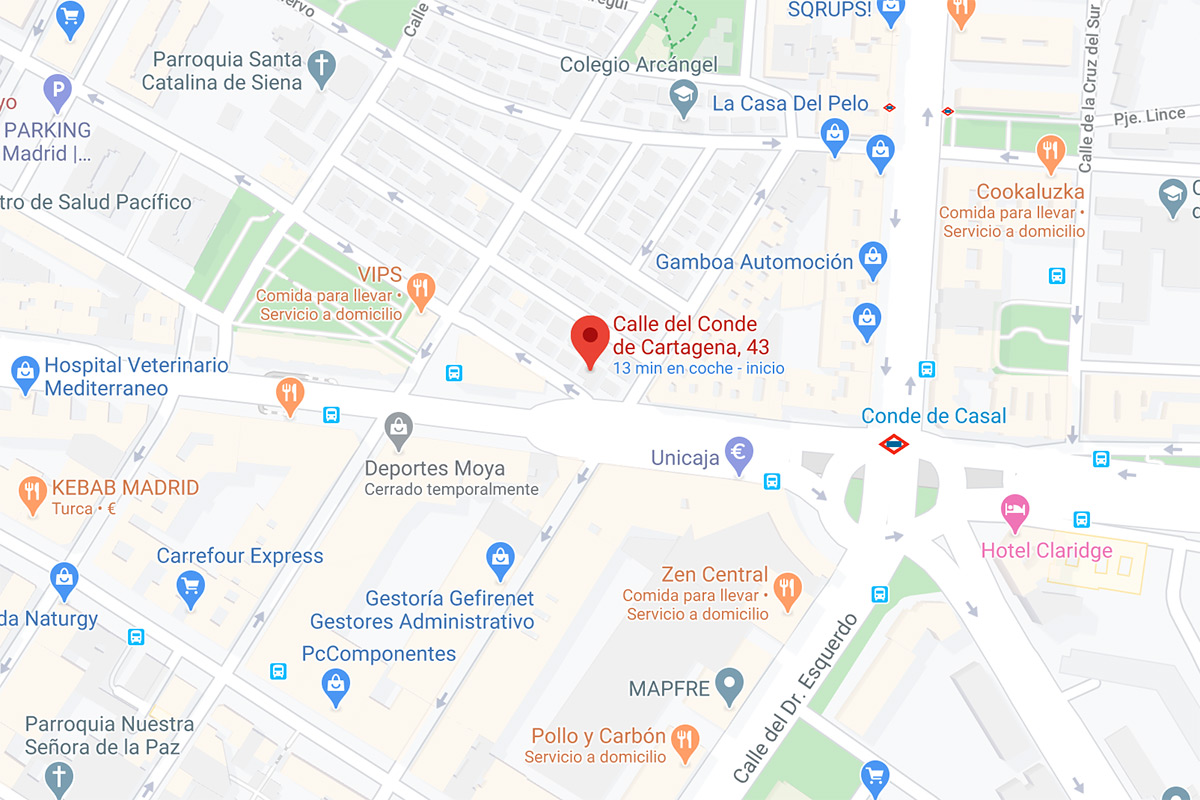 SQRUPS!
Calle
Parroquia Santa
Catalina de Siena
Colegio Arcángel
La Casa Del Pelo
Calle de la Cruz del Sur
Pje. Lince
P
PARKING
Madrid |...
tro de Salud Pacífico
Cookaluzka
Comida para llevar •
Servicio a domicilio
Gamboa Automoción
VIPS
Comida para llevar •
Servicio a domicilio
Calle del Conde
de Cartagena, 43
13 min en coche - inicio
Hospital Veterinario
Mediterraneo
Conde de Casal
Unicaja
€
Deportes Moya
Cerrado temporalmente
KEBAB MADRID
Turca • €
Hotel Claridge
Carrefour Express
Zen Central
Comida para llevar •
Servicio a domicilio
Gestoría Gefirenet
Gestores Administrativo
da Naturgy
PcComponentes
MAPFRE
Calle del Dr. Esquerdo
Parroquia Nuestra
Señora de la Paz
Pollo y Carbón
Servicio a domicilio